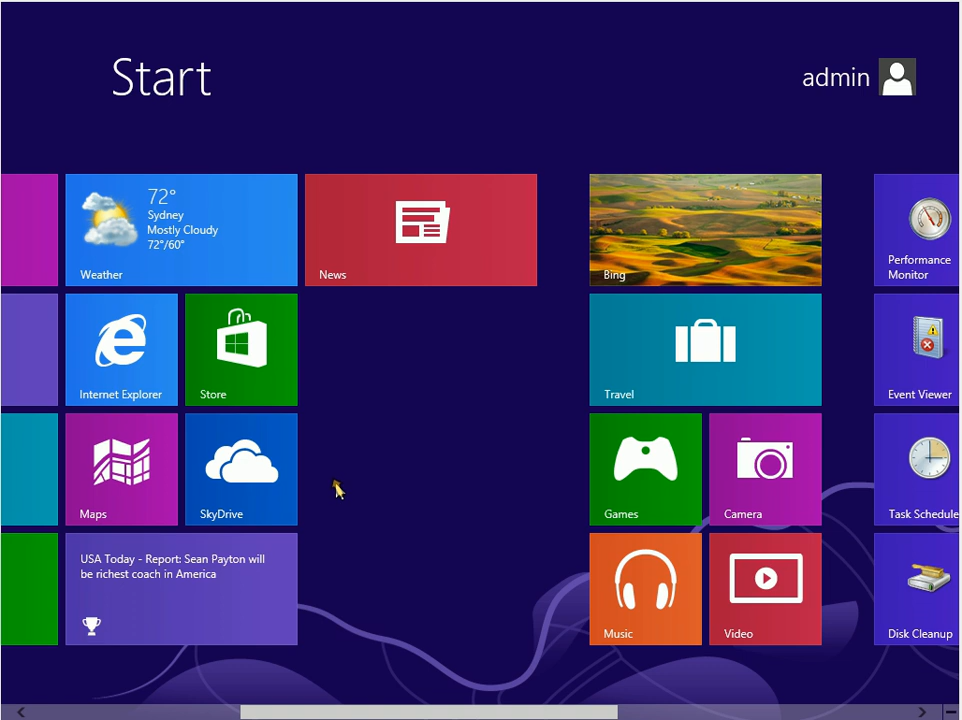 Start
admin
72°
Sydney
Mostly Cloudy
72°/60°
Weather
News
Bing
Performance
Monitor
Internet Explorer
Store
Travel
Event Viewer
Maps
SkyDrive
Games
Camera
Task Schedule
USA Today - Report: Sean Payton will
be richest coach in America
Music
Video
Disk Cleanup